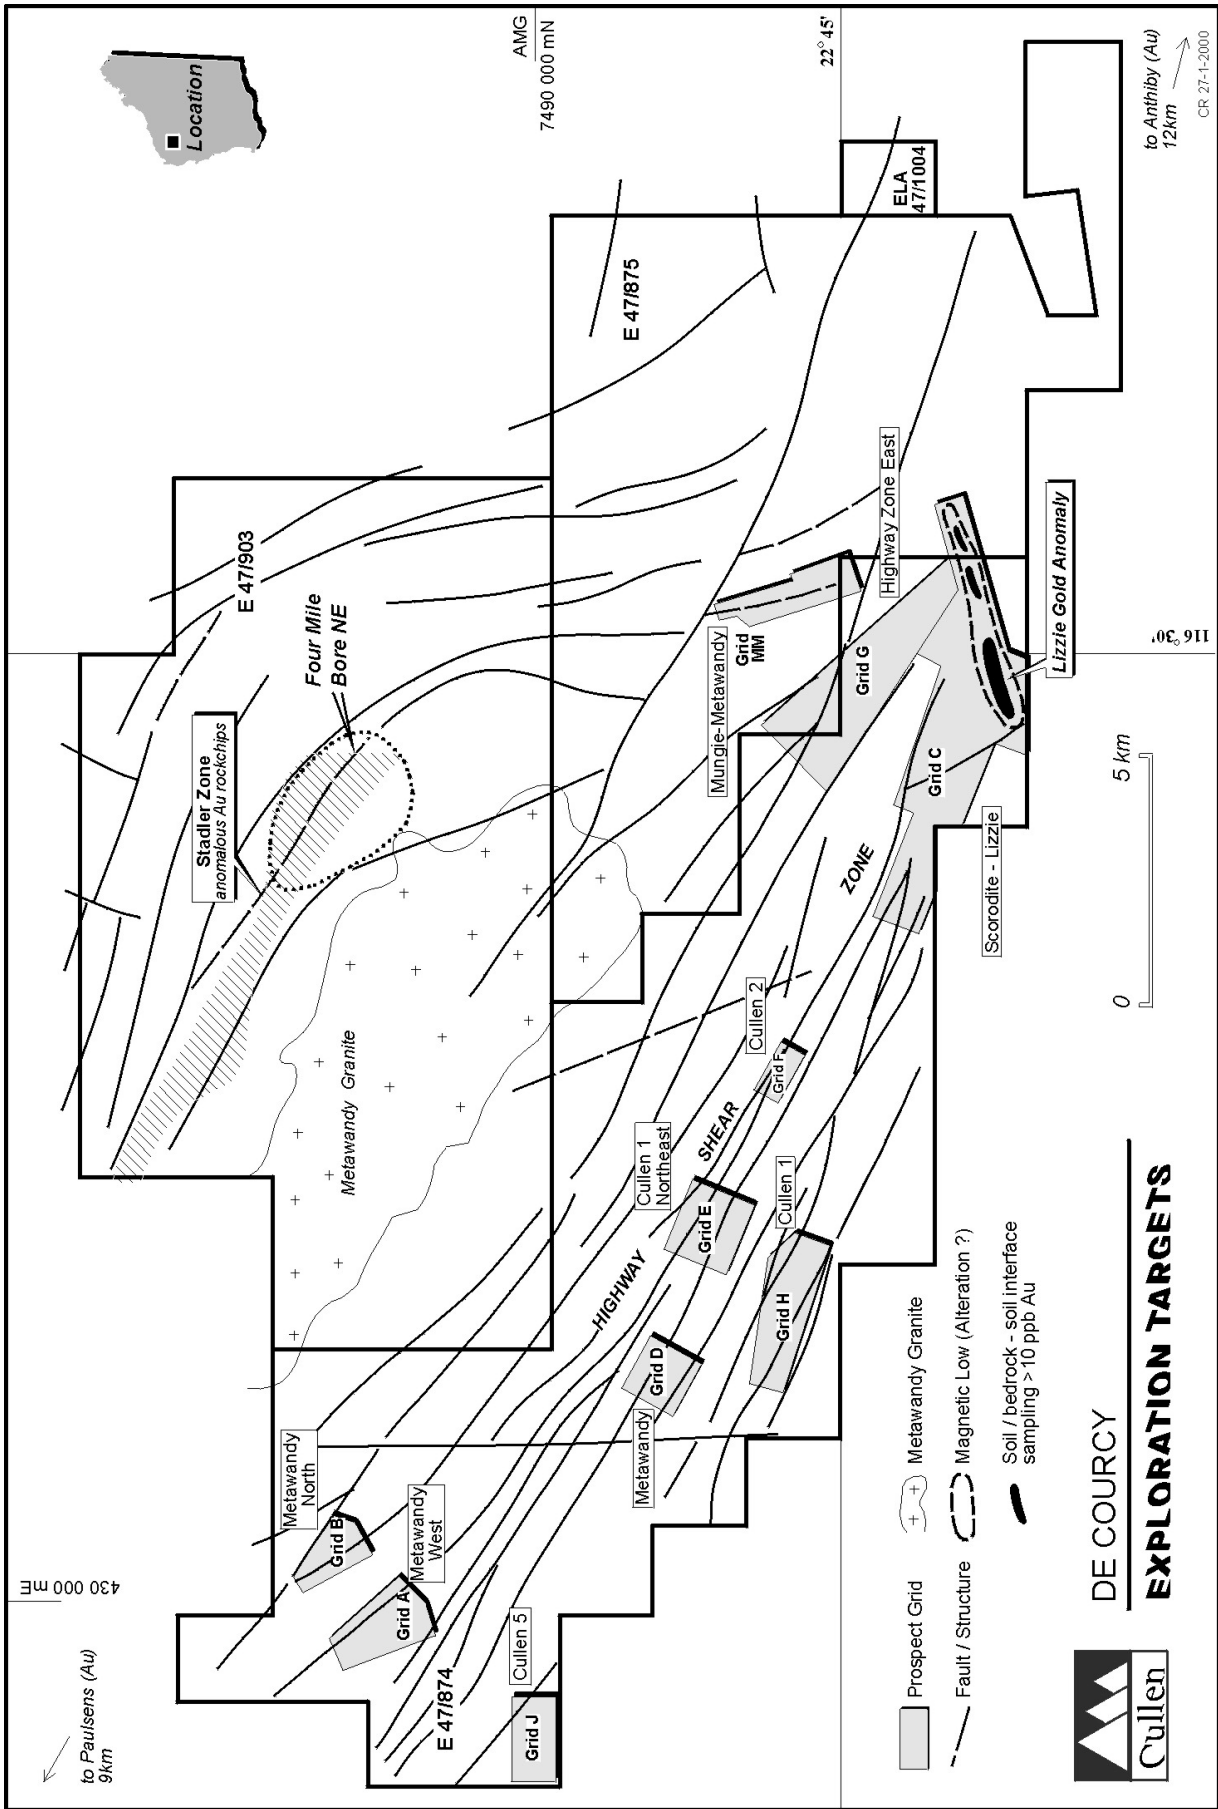 to Paulsens (Au)
9km
430 000 mE
Location
AMG
7490 000 mN
22° 45'
116° 30'
E 47/903
Stadler Zone
anomalous Au rockchips
Four Mile
Bore NE
Metawandy Granite
E 47/875
ELA
47/1004
Metawandy
North
Grid B
Metawandy
West
Grid A
E 47/874
Cullen 5
Grid J
HIGHWAY
SHEAR
ZONE
Metawandy
Grid D
Cullen 1
Northeast
Grid E
Cullen 1
Grid H
Cullen 2
Grid F
Mungie-Metawandy
Grid
MM
Grid G
Highway Zone East
Grid C
Scorodite - Lizzie
Lizzie Gold Anomaly
to Anthiby (Au)
12km
CR 27-1-2000
Prospect Grid
Fault / Structure
Metawandy Granite
Magnetic Low (Alteration ?)
Soil / bedrock - soil interface
sampling > 10 ppb Au
0
5 km
Cullen
DE COURCY
EXPLORATION TARGETS